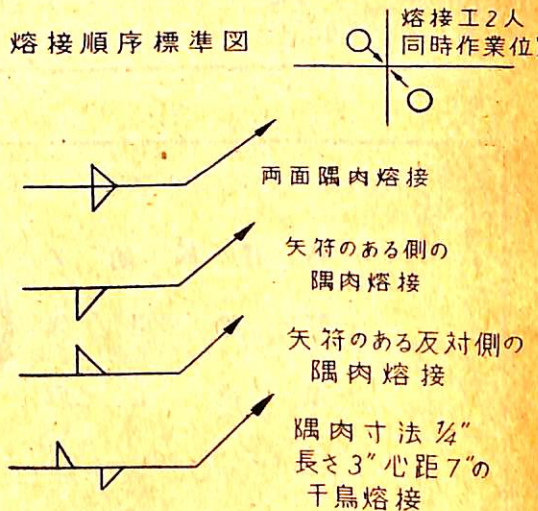 熔接順序標準図
熔接工2人
同時作業位
両面隅肉熔接
矢符のある側の
隅肉熔接
矢符のある反対側の
隅肉熔接
隅肉寸法 1/4"
長さ3"心距7"の
千鳥熔接